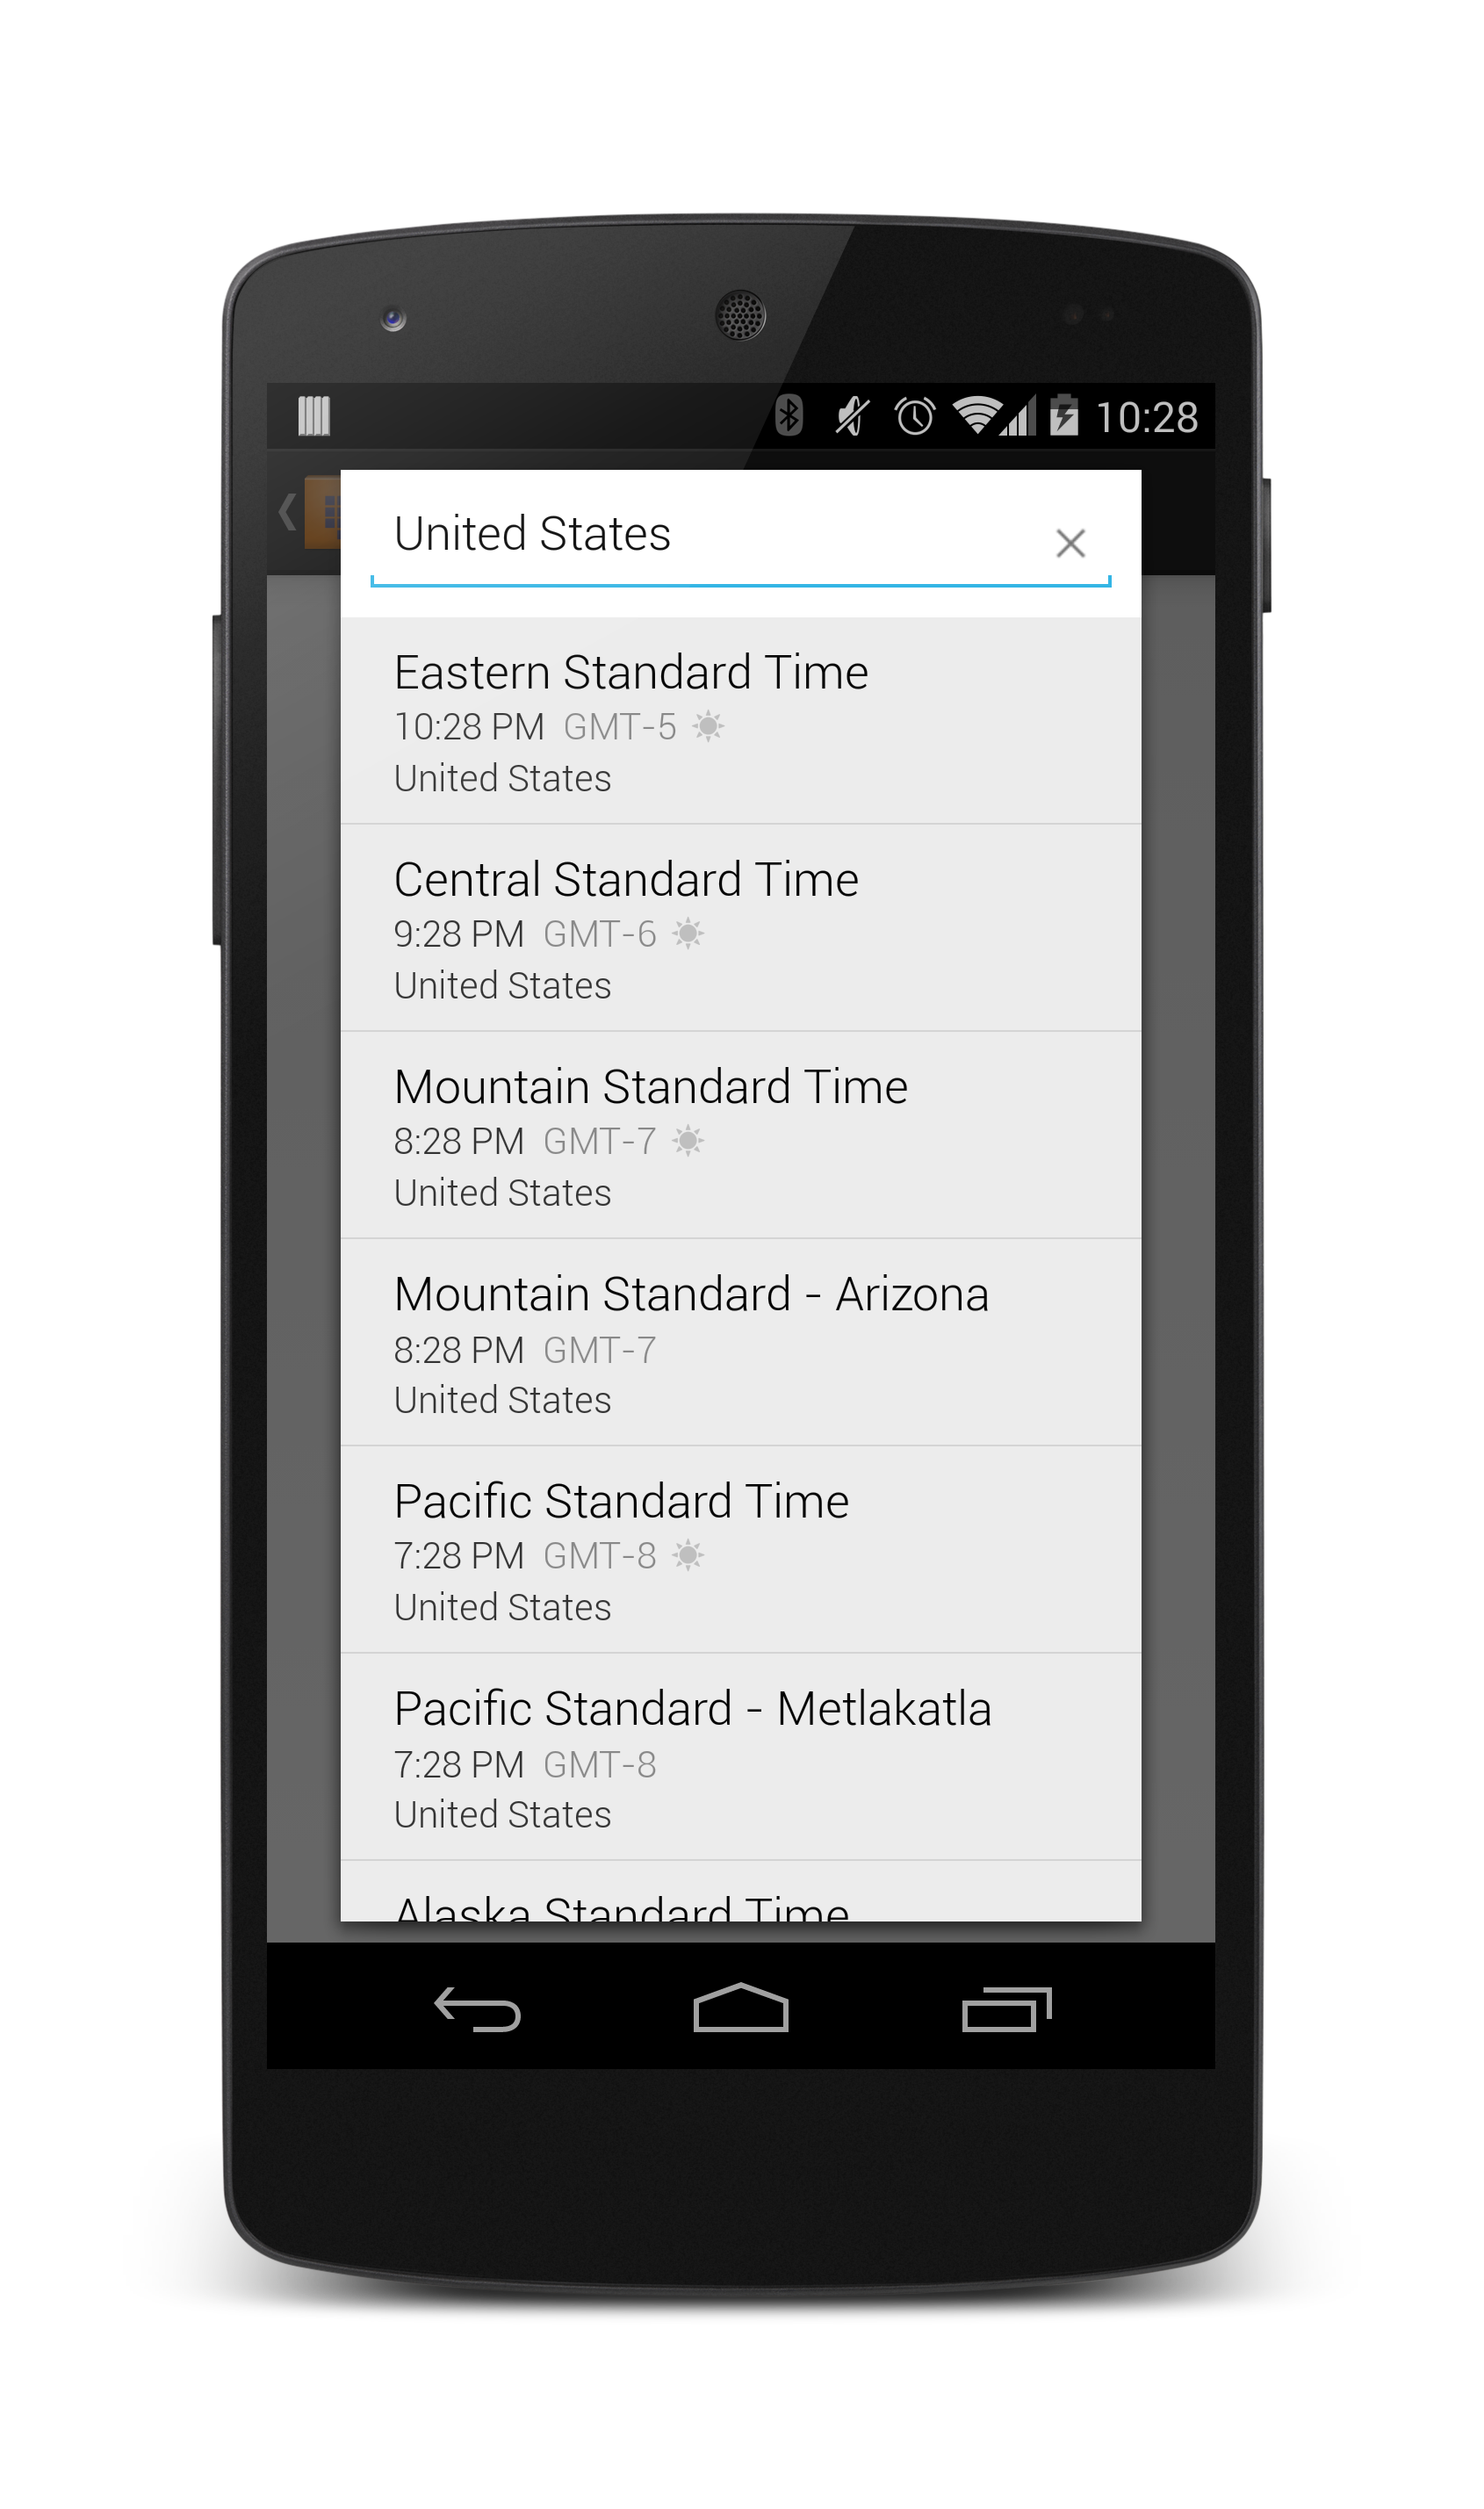 10:28
United States
Eastern Standard Time
10:28 PM GMT-5
United States
Central Standard Time
9:28 PM GMT-6
United States
Mountain Standard Time
8:28 PM GMT-7
United States
Mountain Standard - Arizona
8:28 PM GMT-7
United States
Pacific Standard Time
7:28 PM GMT-8
United States
Pacific Standard - Metlakatla
7:28 PM GMT-8
United States
Alaska Standard Time